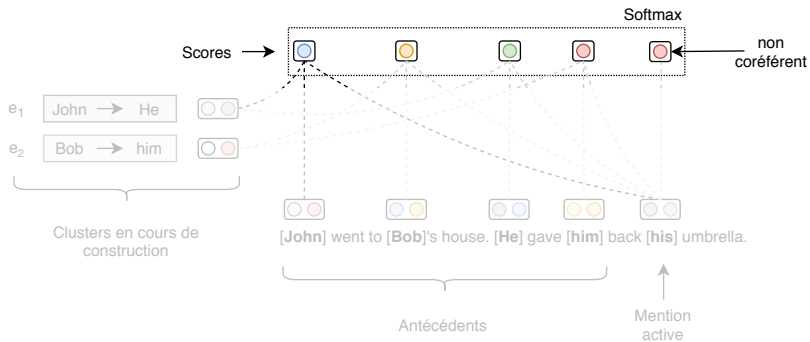 Softmax
Scores
non
coréférent
e1 John He
e2 Bob him
Clusters en cours de
construction
[John] went to [Bob]'s house. [He] gave [him] back [his] umbrella.
Antécédents
Mention
active